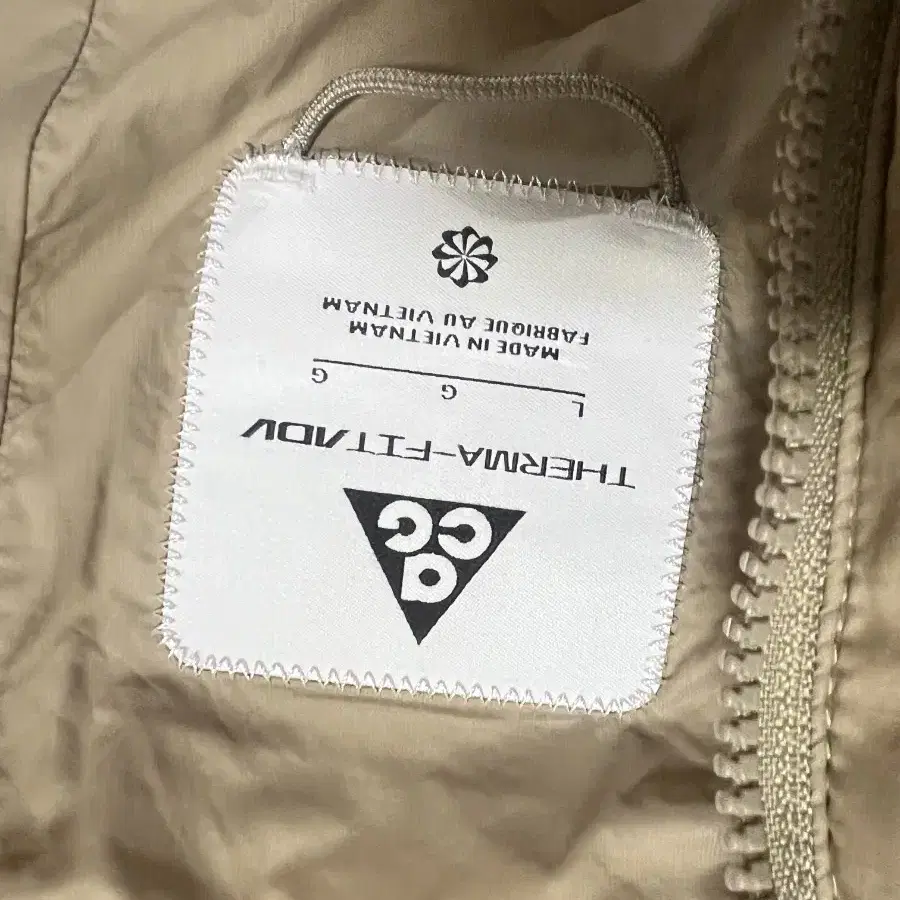 acg
THERMA-FIT ADV
L G G
MADE IN VIETNAM
FABRIQUE AU VIETNAM